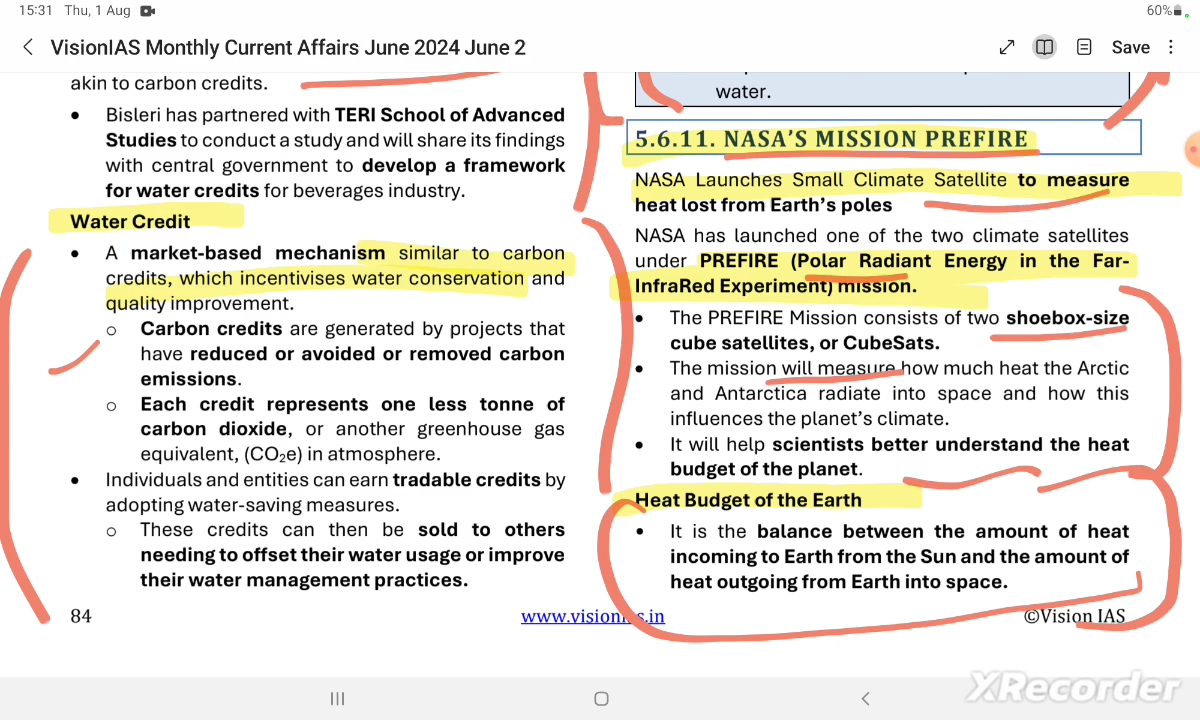 15:31 Thu, 1 Aug
60%
VisionIAS Monthly Current Affairs June 2024 June 2
Save
akin to carbon credits.
• Bisleri has partnered with TERI School of Advanced
Studies to conduct a study and will share its findings
with central government to develop a framework
for water credits for beverages industry.
Water Credit
• A market-based mechanism similar to carbon
credits, which incentivises water conservation and
quality improvement.
o Carbon credits are generated by projects that
have reduced or avoided or removed carbon
emissions.
o Each credit represents one less tonne of
carbon dioxide, or another greenhouse gas
equivalent, (CO₂e) in atmosphere.
• Individuals and entities can earn tradable credits by
adopting water-saving measures.
o These credits can then be sold to others
needing to offset their water usage or improve
their water management practices.
water.
5.6.11. NASA'S MISSION PREFIRE
NASA Launches Small Climate Satellite to measure
heat lost from Earth's poles
NASA has launched one of the two climate satellites
under PREFIRE (Polar Radiant Energy in the Far-
InfraRed Experiment) mission.
• The PREFIRE Mission consists of two shoebox-size
cube satellites, or CubeSats.
• The mission will measure how much heat the Arctic
and Antarctica radiate into space and how this
influences the planet's climate.
• It will help scientists better understand the heat
budget of the planet.
Heat Budget of the Earth
• It is the balance between the amount of heat
incoming to Earth from the Sun and the amount of
heat outgoing from Earth into space.
84
www.visionias.in
©Vision IAS
XRecorder